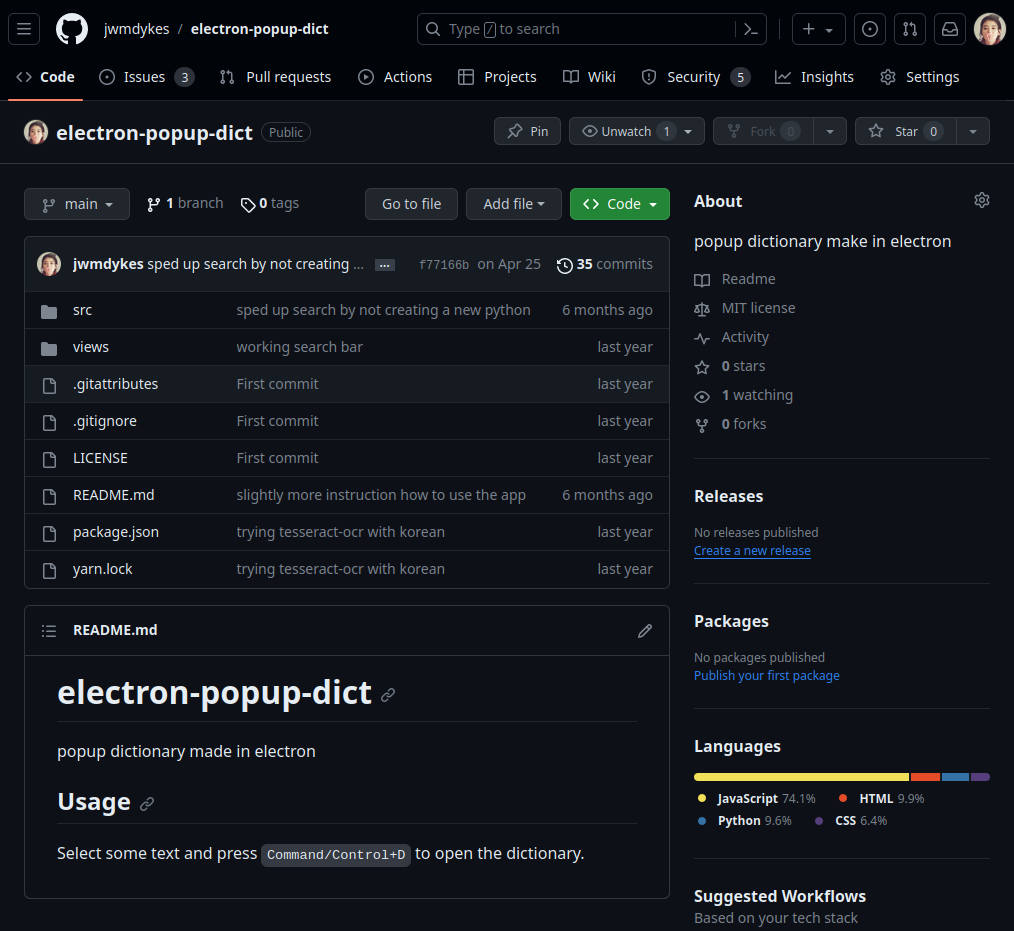 jwmdykes / electron-popup-dict Type / to search
Code Issues 3 Pull requests Actions Projects Wiki Security 5 Insights Settings
electron-popup-dict Public Pin Unwatch 1 Fork 0 Star 0
main 1 branch 0 tags Go to file Add file Code
jwmdykes sped up search by not creating … ... f77166b on Apr 25 35 commits
src sped up search by not creating a new python 6 months ago
views working search bar last year
.gitattributes First commit last year
.gitignore First commit last year
LICENSE First commit last year
README.md slightly more instruction how to use the app 6 months ago
package.json trying tesseract-ocr with korean last year
yarn.lock trying tesseract-ocr with korean last year
README.md
electron-popup-dict
popup dictionary made in electron
Usage
Select some text and press Command/Control+D to open the dictionary.
About
popup dictionary make in electron
Readme
MIT license
Activity
0 stars
1 watching
0 forks
Releases
No releases published
Create a new release
Packages
No packages published
Publish your first package
Languages
JavaScript 74.1% HTML 9.9%
Python 9.6% CSS 6.4%
Suggested Workflows
Based on your tech stack